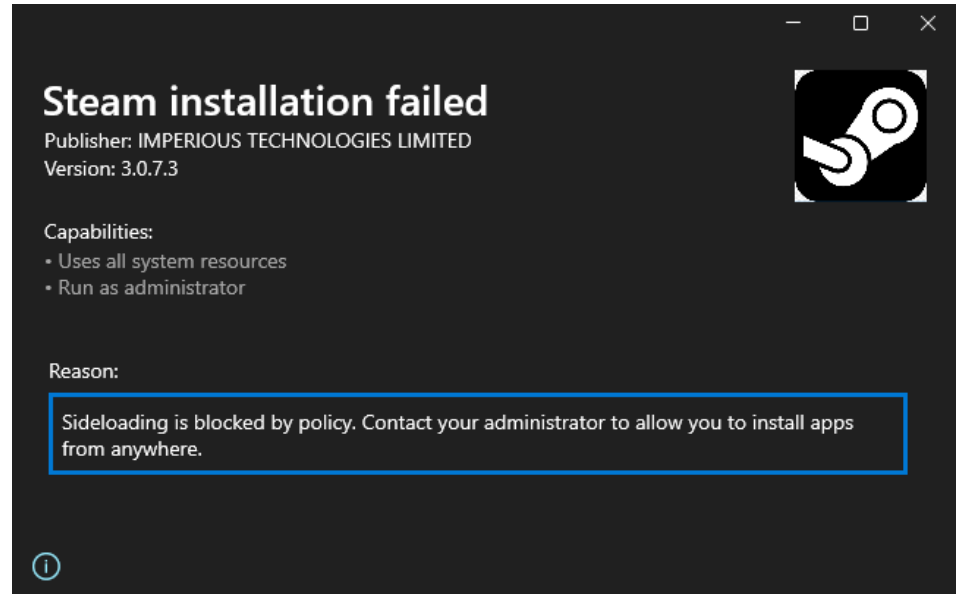 Steam installation failed
Publisher: IMPERIOUS TECHNOLOGIES LIMITED
Version: 3.0.7.3
Capabilities:
• Uses all system resources
• Run as administrator
Reason:
Sideloading is blocked by policy. Contact your administrator to allow you to install apps
from anywhere.